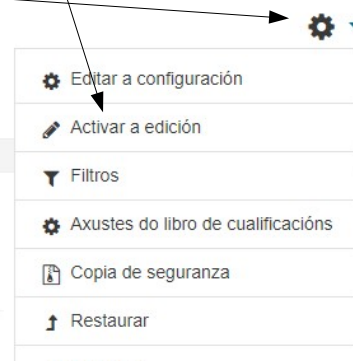 Editar a configuración
Activar a edición
Filtros
Axustes do libro de cualificacións
Copia de seguranza
Restaurar